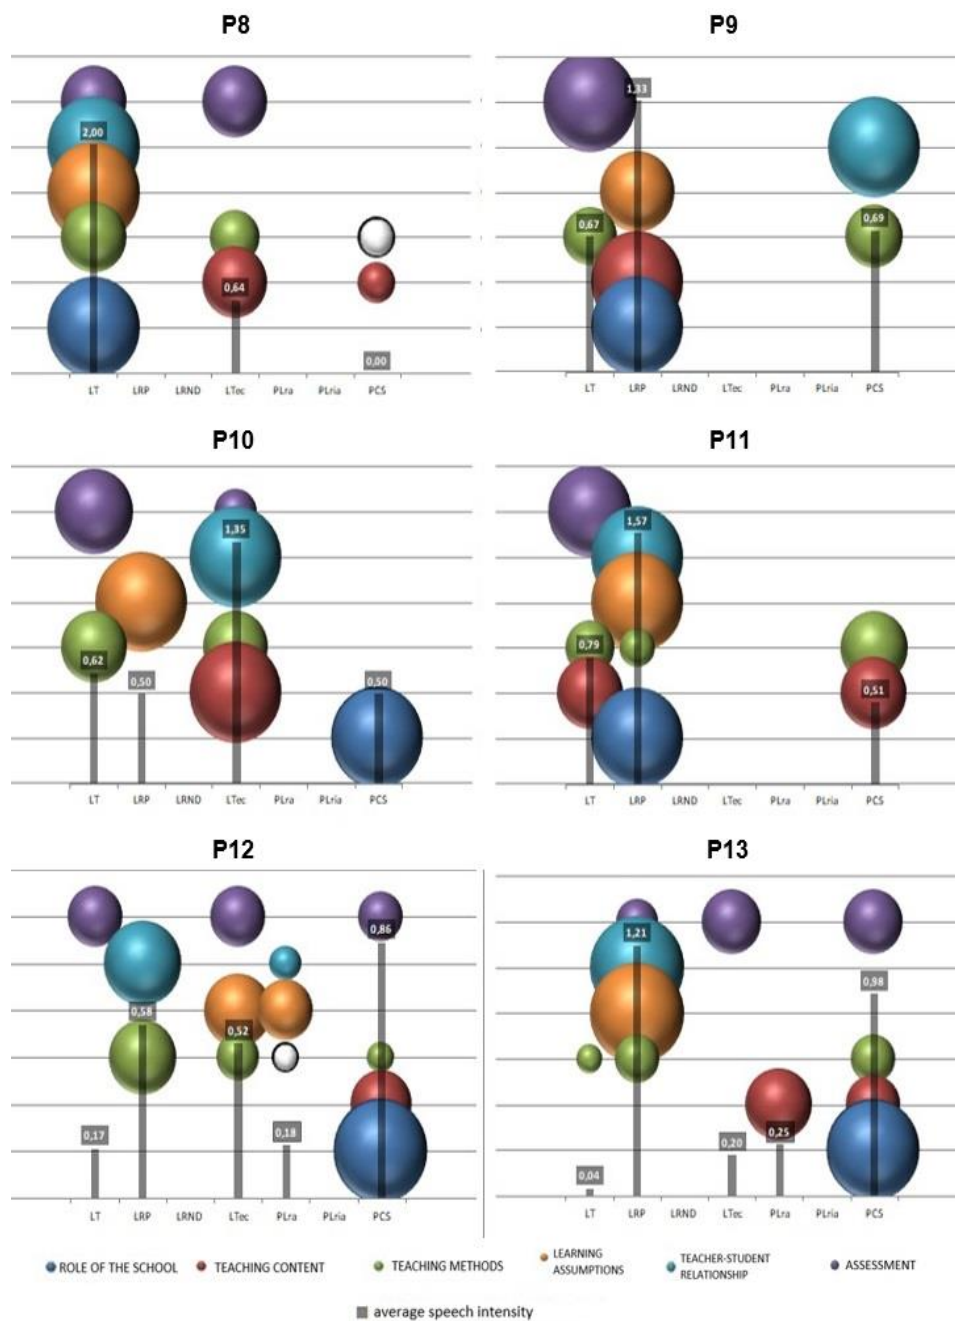 P8
P9
2,00
0,64
0,00
LT LRP LRND LTec PLra PLria PCS
1,33
0,67
0,69
LT LRP LRND LTec PLra PLria PCS
P10
P11
1,35
0,62
0,50
0,50
LT LRP LRND LTec PLra PLria PCS
1,57
0,79
0,51
LT LRP LRND LTec PLra PLria PCS
P12
P13
0,86
0,58
0,52
0,17
0,18
LT LRP LRND LTec PLra PLria PCS
1,21
0,98
0,25
0,20
0,04
LT LRP LRND LTec PLra PLria PCS
ROLE OF THE SCHOOL
TEACHING CONTENT
TEACHING METHODS
LEARNING
ASSUMPTIONS
TEACHER-STUDENT
RELATIONSHIP
ASSESSMENT
average speech intensity